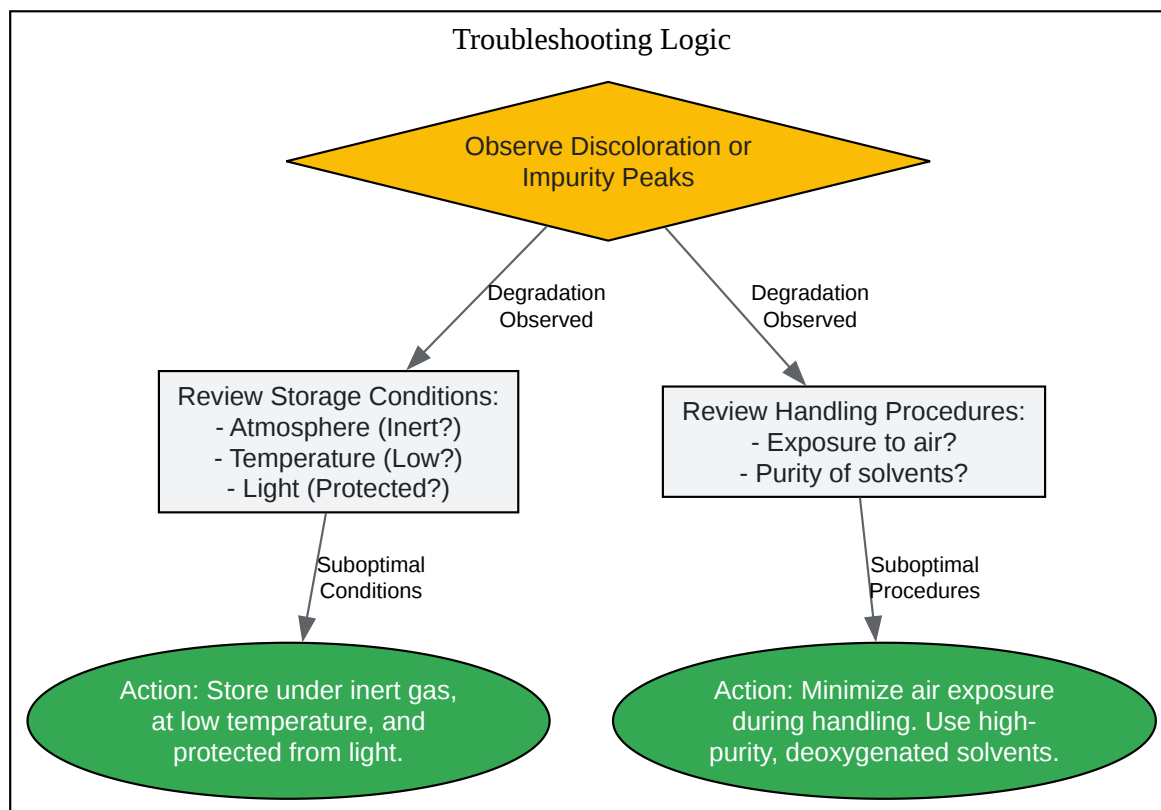 Troubleshooting Logic
Observe Discoloration or
Impurity Peaks
Degradation
Observed
Degradation
Observed
Review Storage Conditions:
- Atmosphere (Inert?)
- Temperature (Low?)
- Light (Protected?)
Review Handling Procedures:
- Exposure to air?
- Purity of solvents?
Suboptimal
Conditions
Suboptimal
Procedures
Action: Store under inert gas,
at low temperature, and
protected from light.
Action: Minimize air exposure
during handling. Use high-
purity, deoxygenated solvents.